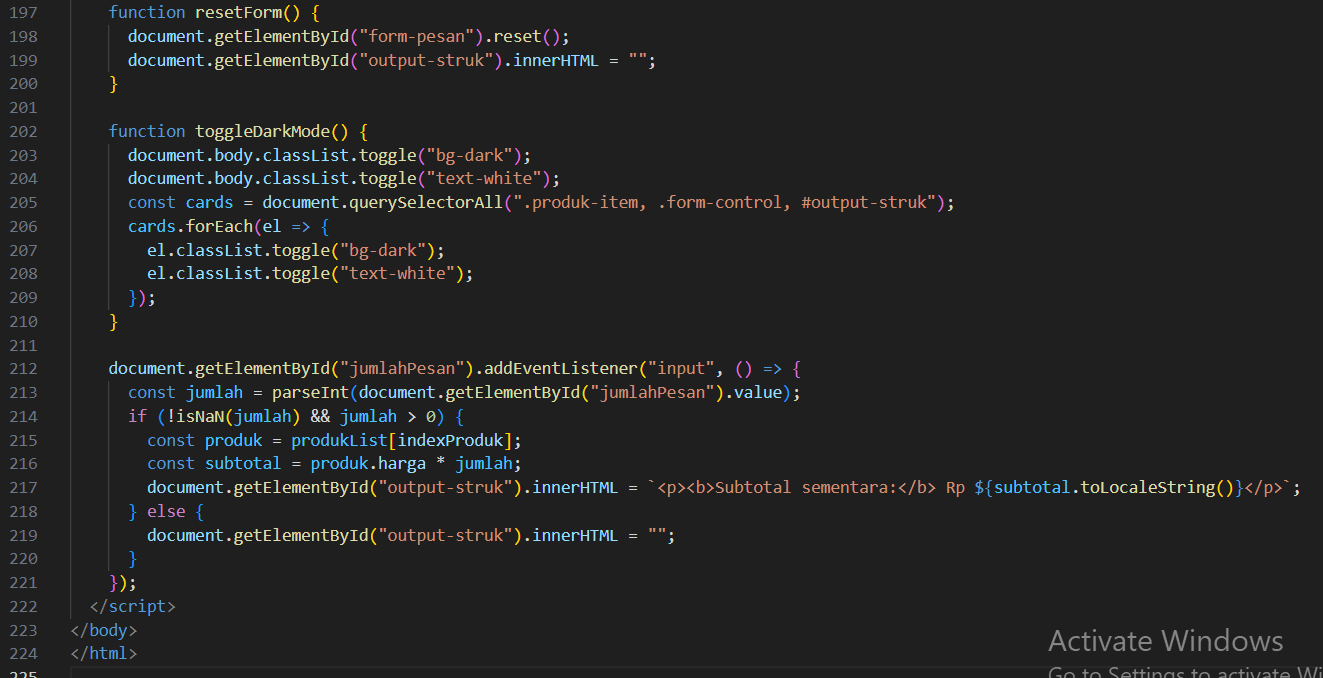 197 function resetForm() {
198 document.getElementById("form-pesan").reset();
199 document.getElementById("output-struk").innerHTML = "";
200 }
201
202 function toggleDarkMode() {
203 document.body.classList.toggle("bg-dark");
204 document.body.classList.toggle("text-white");
205 const cards = document.querySelectorAll(".produk-item, .form-control, #output-struk");
206 cards.forEach(el => {
207 el.classList.toggle("bg-dark");
208 el.classList.toggle("text-white");
209 });
210 }
211
212 document.getElementById("jumlahPesan").addEventListener("input", () => {
213 const jumlah = parseInt(document.getElementById("jumlahPesan").value);
214 if (!isNaN(jumlah) && jumlah > 0) {
215 const produk = produkList[indexProduk];
216 const subtotal = produk.harga * jumlah;
217 document.getElementById("output-struk").innerHTML = `<p><b>Subtotal sementara:</b> Rp ${subtotal.toLocaleString()}</p>`;
218 } else {
219 document.getElementById("output-struk").innerHTML = "";
220 }
221 });
222 </script>
223 </body>
224 </html>
225
Activate Windows
Go to Settings to activate Wi